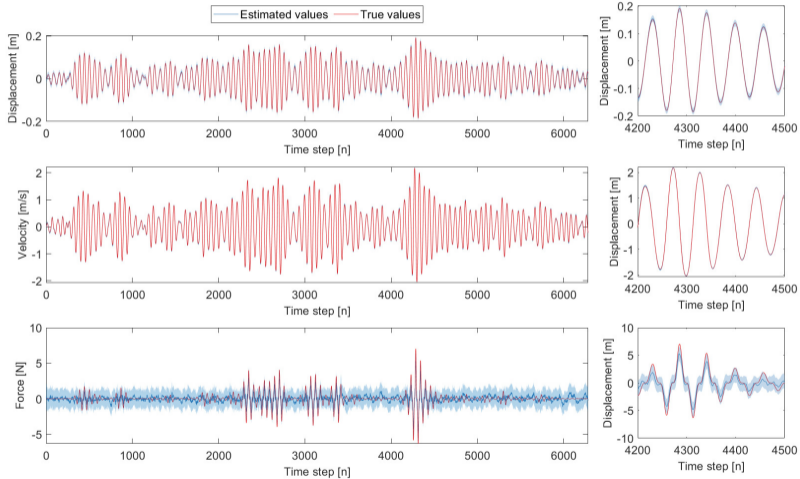 Estimated values True values
0.2
0
-0.2
Displacement [m]
0 1000 2000 3000 4000 5000 6000
Time step [n]
0.2
0.1
0
-0.1
-0.2
Displacement [m]
4200 4300 4400 4500
Time step [n]
2
1
0
-1
-2
Velocity [m/s]
0 1000 2000 3000 4000 5000 6000
Time step [n]
2
1
0
-1
-2
Displacement [m]
4200 4300 4400 4500
Time step [n]
10
5
0
-5
Force [N]
0 1000 2000 3000 4000 5000 6000
Time step [n]
10
5
0
-5
-10
Displacement [m]
4200 4300 4400 4500
Time step [n]